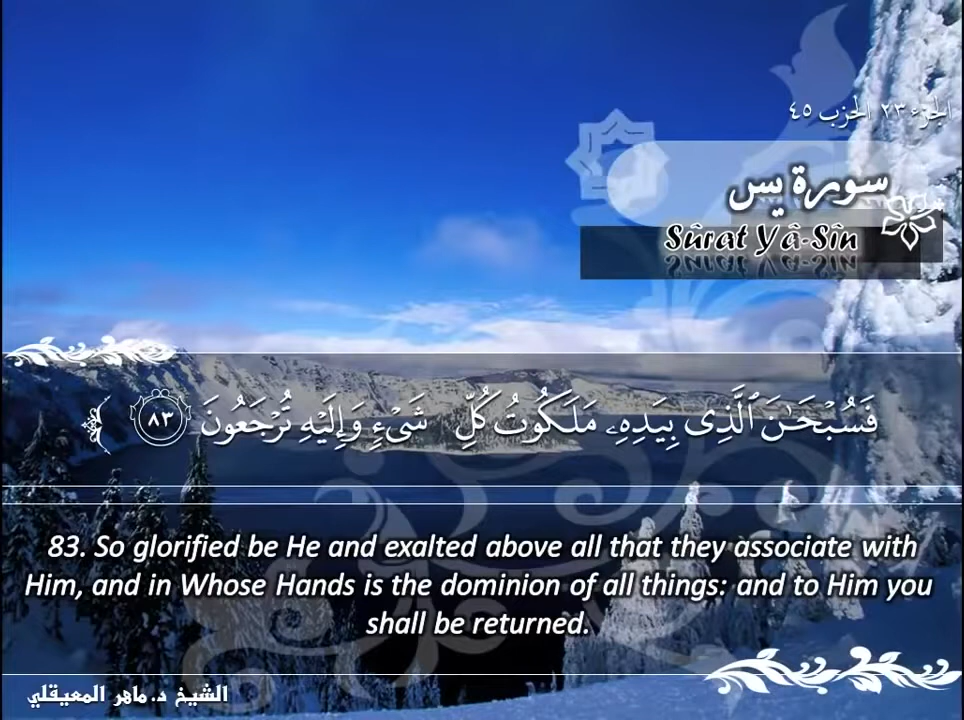 الجزء ٢٣ الحزب ٤٥
سورة يس
Sûrat Yâ-Sîn
فَسُبْحَـٰنَ ٱلَّذِى بِيَدِهِۦ مَلَكُوتُ كُلِّ شَىْءٍ وَإِلَيْهِ تُرْجَعُونَ ٨٣
83. So glorified be He and exalted above all that they associate with
Him, and in Whose Hands is the dominion of all things: and to Him you
shall be returned.
الشيخ د. ماهر المعيقلي